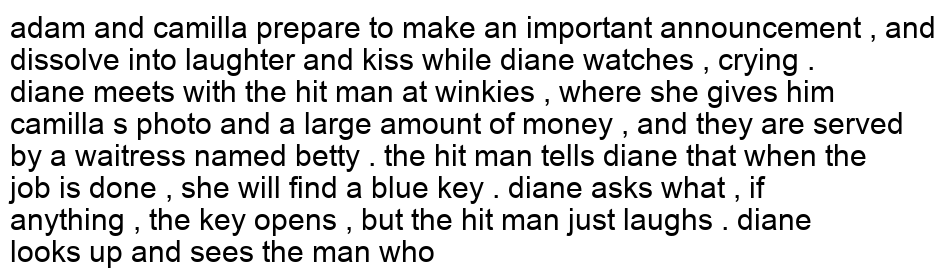 adam and camilla prepare to make an important announcement , and
dissolve into laughter and kiss while diane watches , crying .
diane meets with the hit man at winkies , where she gives him
camilla s photo and a large amount of money , and they are served
by a waitress named betty . the hit man tells diane that when the
job is done , she will find a blue key . diane asks what , if
anything , the key opens , but the hit man just laughs . diane
looks up and sees the man who